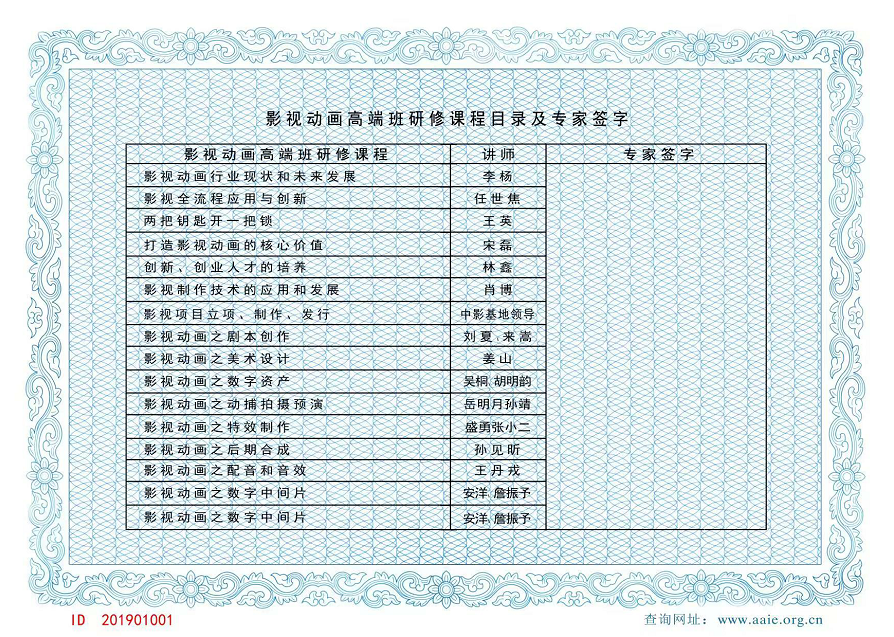 影视动画高端班研修课程目录及专家签字
影视动画高端班研修课程 讲师 专家签字
影视动画行业现状和未来发展 李杨
影视全流程应用与创新 任世焦
两把钥匙开一把锁 王英
打造影视动画的核心价值 宋磊
创新、创业人才的培养 林鑫
影视制作技术的应用和发展 肖博
影视项目立项、制作、发行 中影基地领导
影视动画之剧本创作 刘夏、来嵩
影视动画之美术设计 姜山
影视动画之数字资产 吴桐、胡明韵
影视动画之动捕拍摄预演 岳明月孙靖
影视动画之特效制作 盛勇张小二
影视动画之后期合成 孙见昕
影视动画之配音和音效 王丹戎
影视动画之数字中间片 安洋、詹振予
影视动画之数字中间片 安洋、詹振予
ID 201901001
查询网址：www.aaie.org.cn